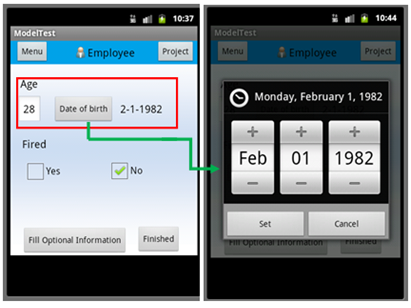 10:37
ModelTest
Menu Employee Project
Age
28 Date of birth 2-1-1982
Fired
Yes No
Fill Optional Information Finished
10:44
ModelTest
Menu Employee Project
Monday, February 1, 1982
+ + +
Feb 01 1982
− − −
Set Cancel
Fill Optional Information Finished